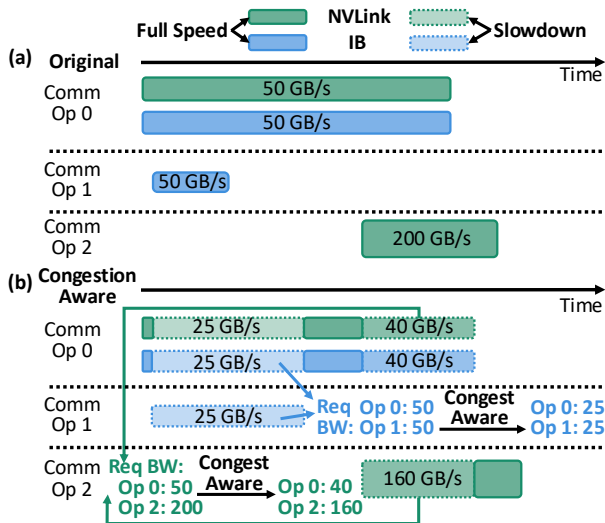 Full Speed NVLink Slowdown
IB
(a) Original
Time
Comm
Op 0
50 GB/s
50 GB/s
Comm
Op 1
50 GB/s
Comm
Op 2
200 GB/s
(b) Congestion
Aware
Time
Comm
Op 0
25 GB/s 40 GB/s
25 GB/s 40 GB/s
Comm
Op 1
25 GB/s
Req Op 0: 50 Congest Op 0: 25
BW: Op 1: 50 Aware Op 1: 25
Comm
Op 2
Req BW: Congest
Op 0: 50 Aware Op 0: 40
Op 2: 200 Op 2: 160
160 GB/s